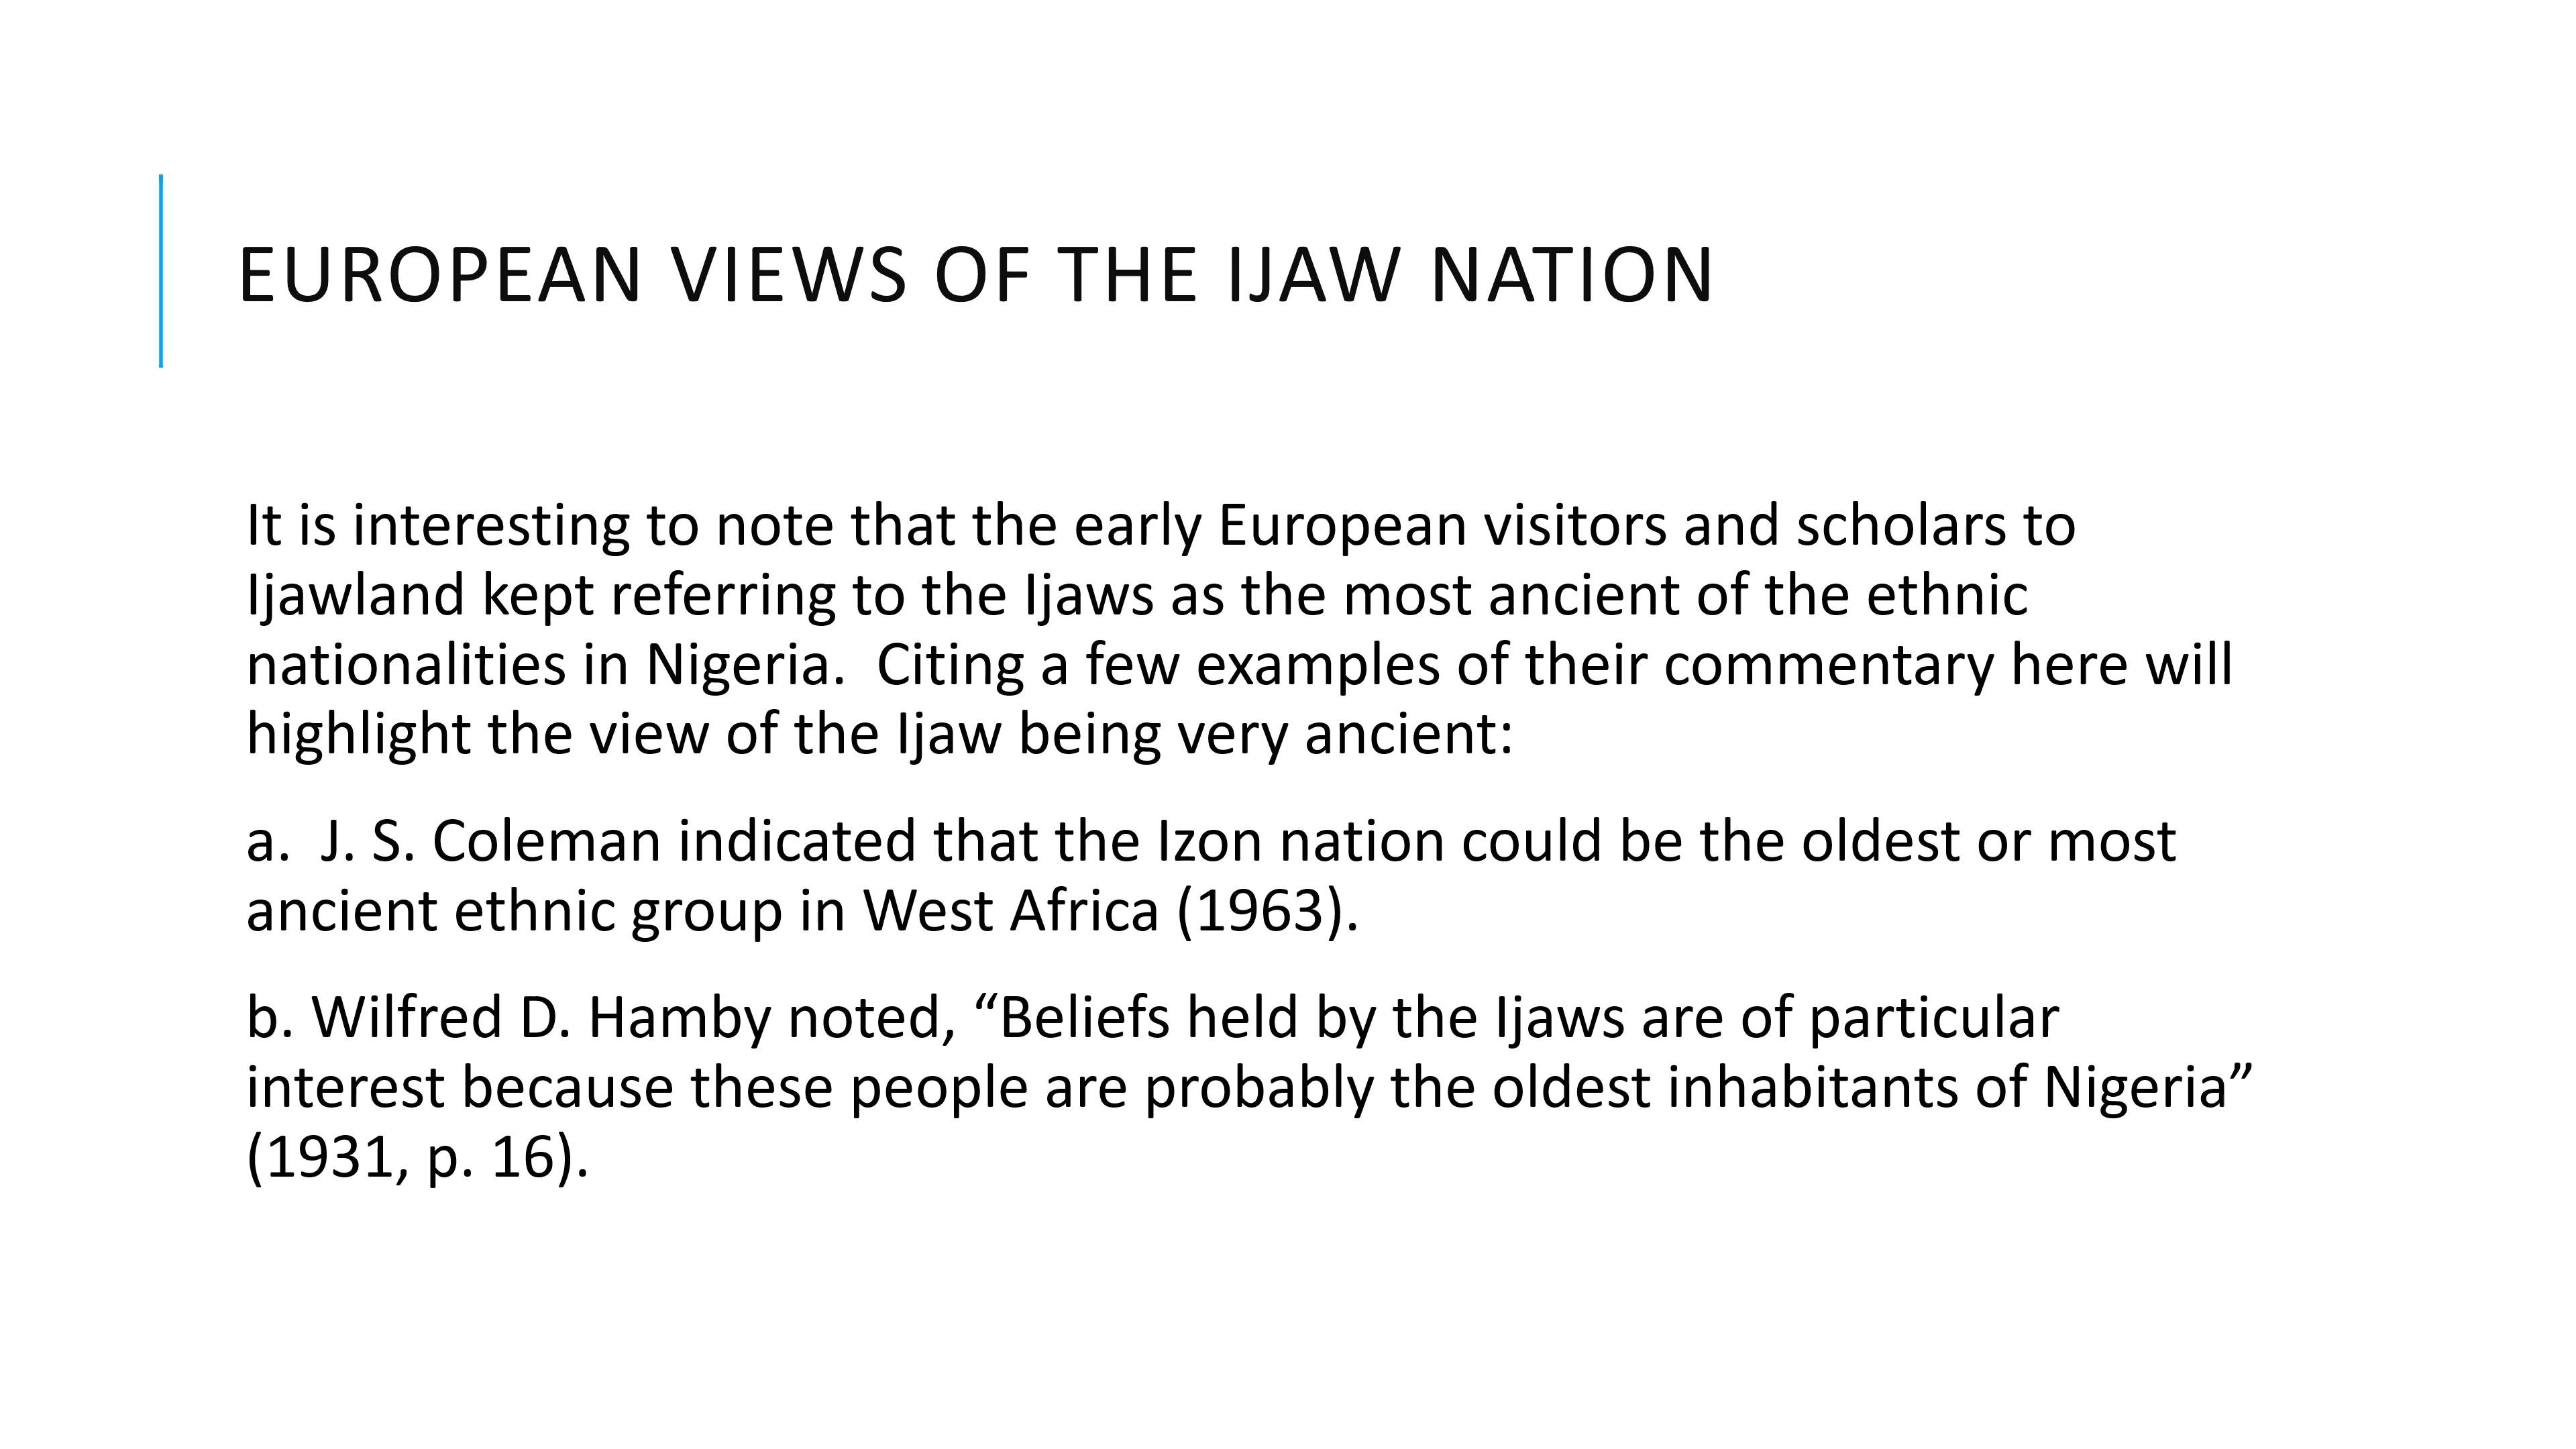 EUROPEAN VIEWS OF THE IJAW NATION
It is interesting to note that the early European visitors and scholars to
Ijawland kept referring to the Ijaws as the most ancient of the ethnic
nationalities in Nigeria.  Citing a few examples of their commentary here will
highlight the view of the Ijaw being very ancient:
a.  J. S. Coleman indicated that the Izon nation could be the oldest or most
ancient ethnic group in West Africa (1963).
b. Wilfred D. Hamby noted, “Beliefs held by the Ijaws are of particular
interest because these people are probably the oldest inhabitants of Nigeria”
(1931, p. 16).